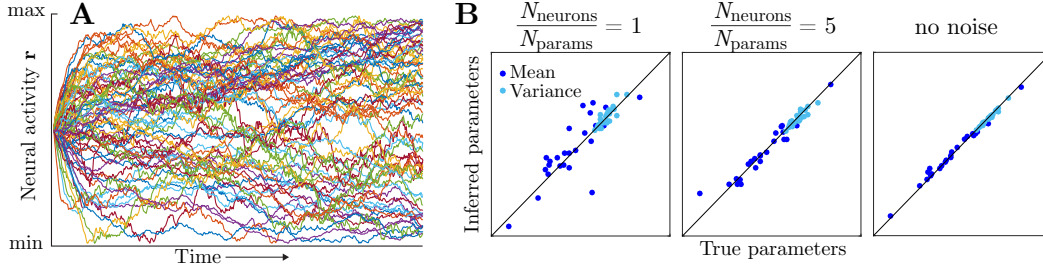 A
max
Neural activity r
min
Time
B
N_neurons / N_params = 1
N_neurons / N_params = 5
no noise
Mean
Variance
Inferred parameters
True parameters